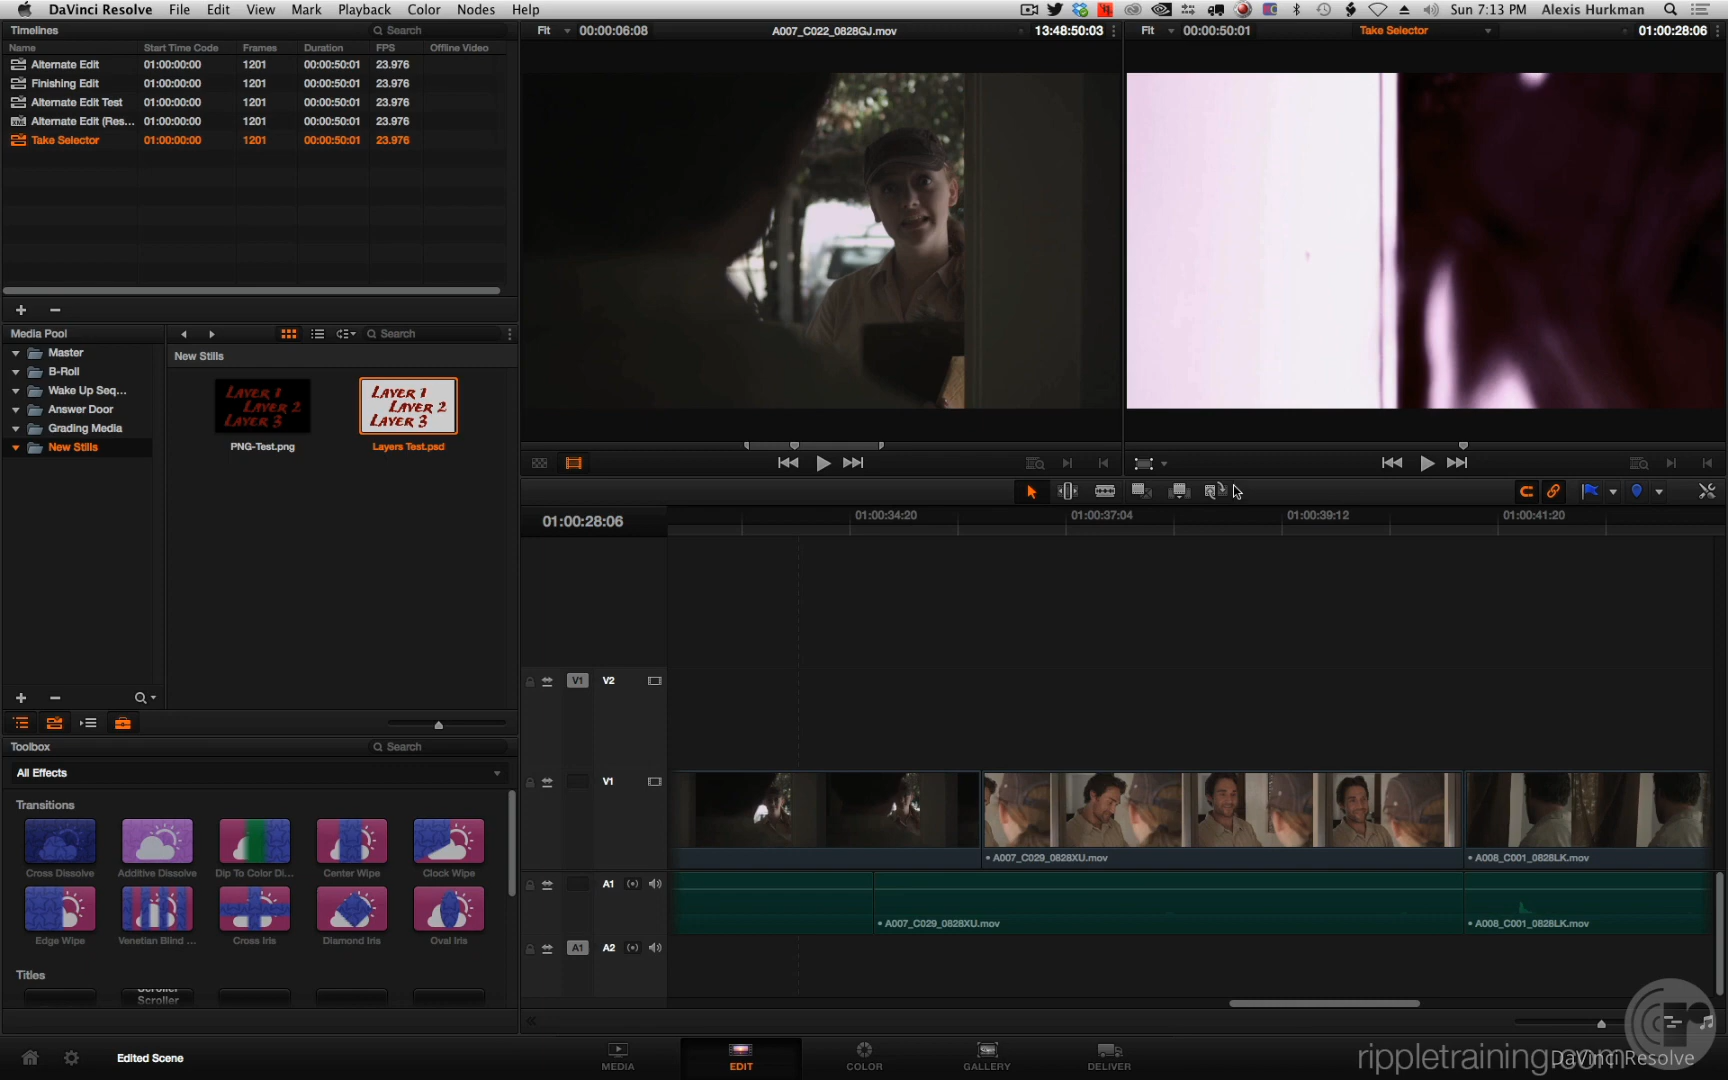 DaVinci Resolve File Edit View Mark Playback Color Nodes Help Sun 7:13 PM Alexis Hurkman
Timelines Search
Fit 00:00:06:08 A007_C022_0828GJ.mov 13:48:50:03 Fit 00:00:50:01 Take Selector 01:00:28:06
Name Start Time Code Frames Duration FPS Offline Video
Alternate Edit 01:00:00:00 1201 00:00:50:01 23.976
Finishing Edit 01:00:00:00 1201 00:00:50:01 23.976
Alternate Edit Test 01:00:00:00 1201 00:00:50:01 23.976
Alternate Edit (Res... 01:00:00:00 1201 00:00:50:01 23.976
Take Selector 01:00:00:00 1201 00:00:50:01 23.976
Media Pool Search
Master
B-Roll
Wake Up Seq...
Answer Door
Grading Media
New Stills
New Stills
LAYER 1
LAYER 2
LAYER 3
PNG-Test.png
LAYER 1
LAYER 2
LAYER 3
Layers Test.psd
01:00:28:06 01:00:34:20 01:00:37:04 01:00:39:12 01:00:41:20
V1 V2
V1
A007_C029_0828XU.mov A008_C001_0828LK.mov
A1
A007_C029_0828XU.mov A008_C001_0828LK.mov
A1 A2
Toolbox Search
All Effects
Transitions
Cross Dissolve Additive Dissolve Dip To Color Di... Center Wipe Clock Wipe
Edge Wipe Venetian Blind ... Cross Iris Diamond Iris Oval Iris
Titles
Scroller
Scroller
Edited Scene
MEDIA EDIT COLOR GALLERY DELIVER
rippletraining.com
DaVinci Resolve